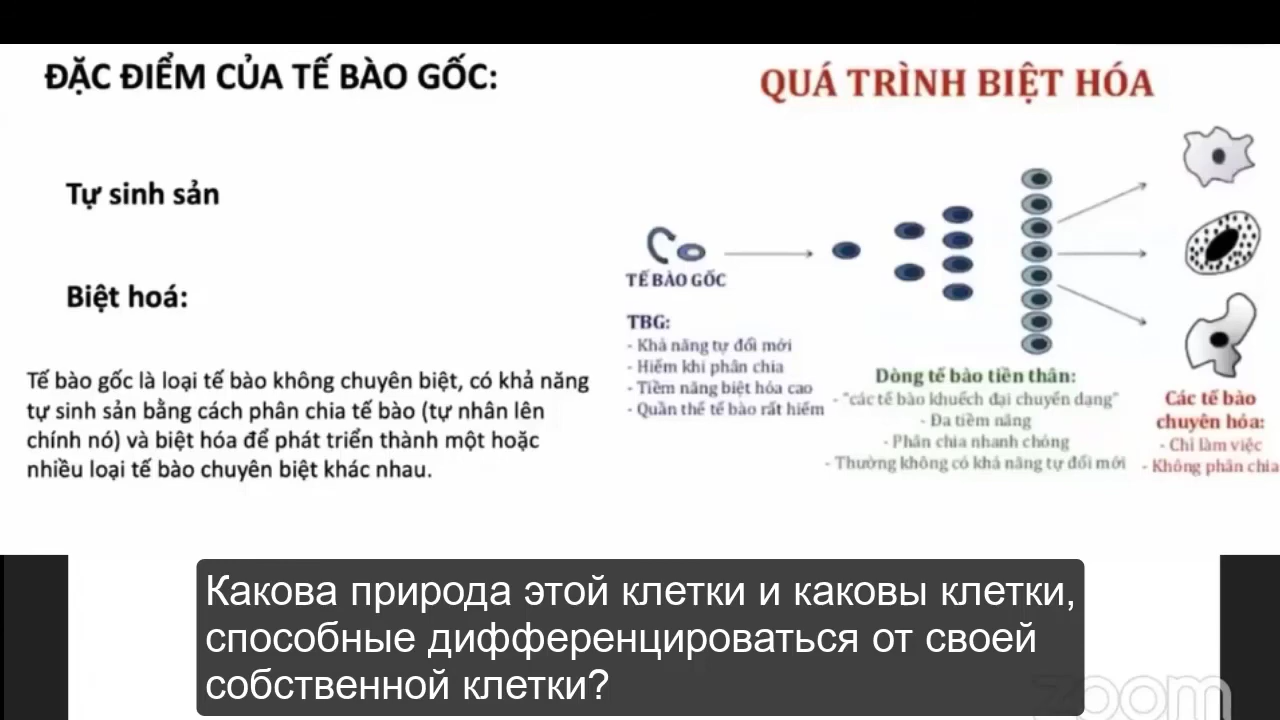 ĐẶC ĐIỂM CỦA TẾ BÀO GỐC:
Tự sinh sản
Biệt hoá:
Tế bào gốc là loại tế bào không chuyên biệt, có khả năng
tự sinh sản bằng cách phân chia tế bào (tự nhân lên
chính nó) và biệt hóa để phát triển thành một hoặc
nhiều loại tế bào chuyên biệt khác nhau.
QUÁ TRÌNH BIỆT HÓA
TẾ BÀO GỐC
TBG:
- Khả năng tự đổi mới
- Hiếm khi phân chia
- Tiềm năng biệt hóa cao
- Quần thể tế bào rất hiếm
Dòng tế bào tiền thân:
- "các tế bào khuếch đại chuyển dạng"
- Đa tiềm năng
- Phân chia nhanh chóng
- Thường không có khả năng tự đổi mới
Các tế bào
chuyên hóa:
- Chỉ làm việc
- Không phân chia
Какова природа этой клетки и каковы клетки,
способные дифференцироваться от своей
собственной клетки?
zoom